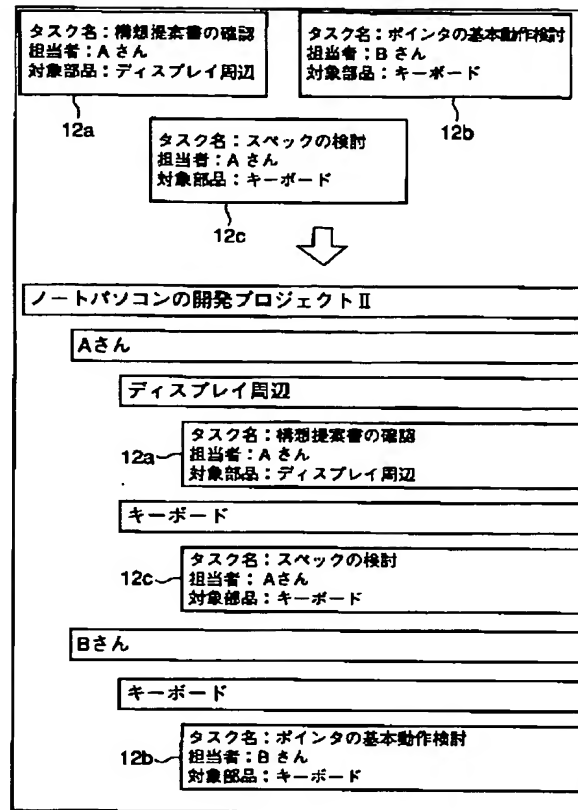 タスク名：構想提案書の確認
担当者：Aさん
対象部品：ディスプレイ周辺
タスク名：ポインタの基本動作検討
担当者：Bさん
対象部品：キーボード
12a
12b
タスク名：スペックの検討
担当者：Aさん
対象部品：キーボード
12c
ノートパソコンの開発プロジェクトⅡ
Aさん
ディスプレイ周辺
12a
タスク名：構想提案書の確認
担当者：Aさん
対象部品：ディスプレイ周辺
キーボード
12c
タスク名：スペックの検討
担当者：Aさん
対象部品：キーボード
Bさん
キーボード
12b
タスク名：ポインタの基本動作検討
担当者：Bさん
対象部品：キーボード